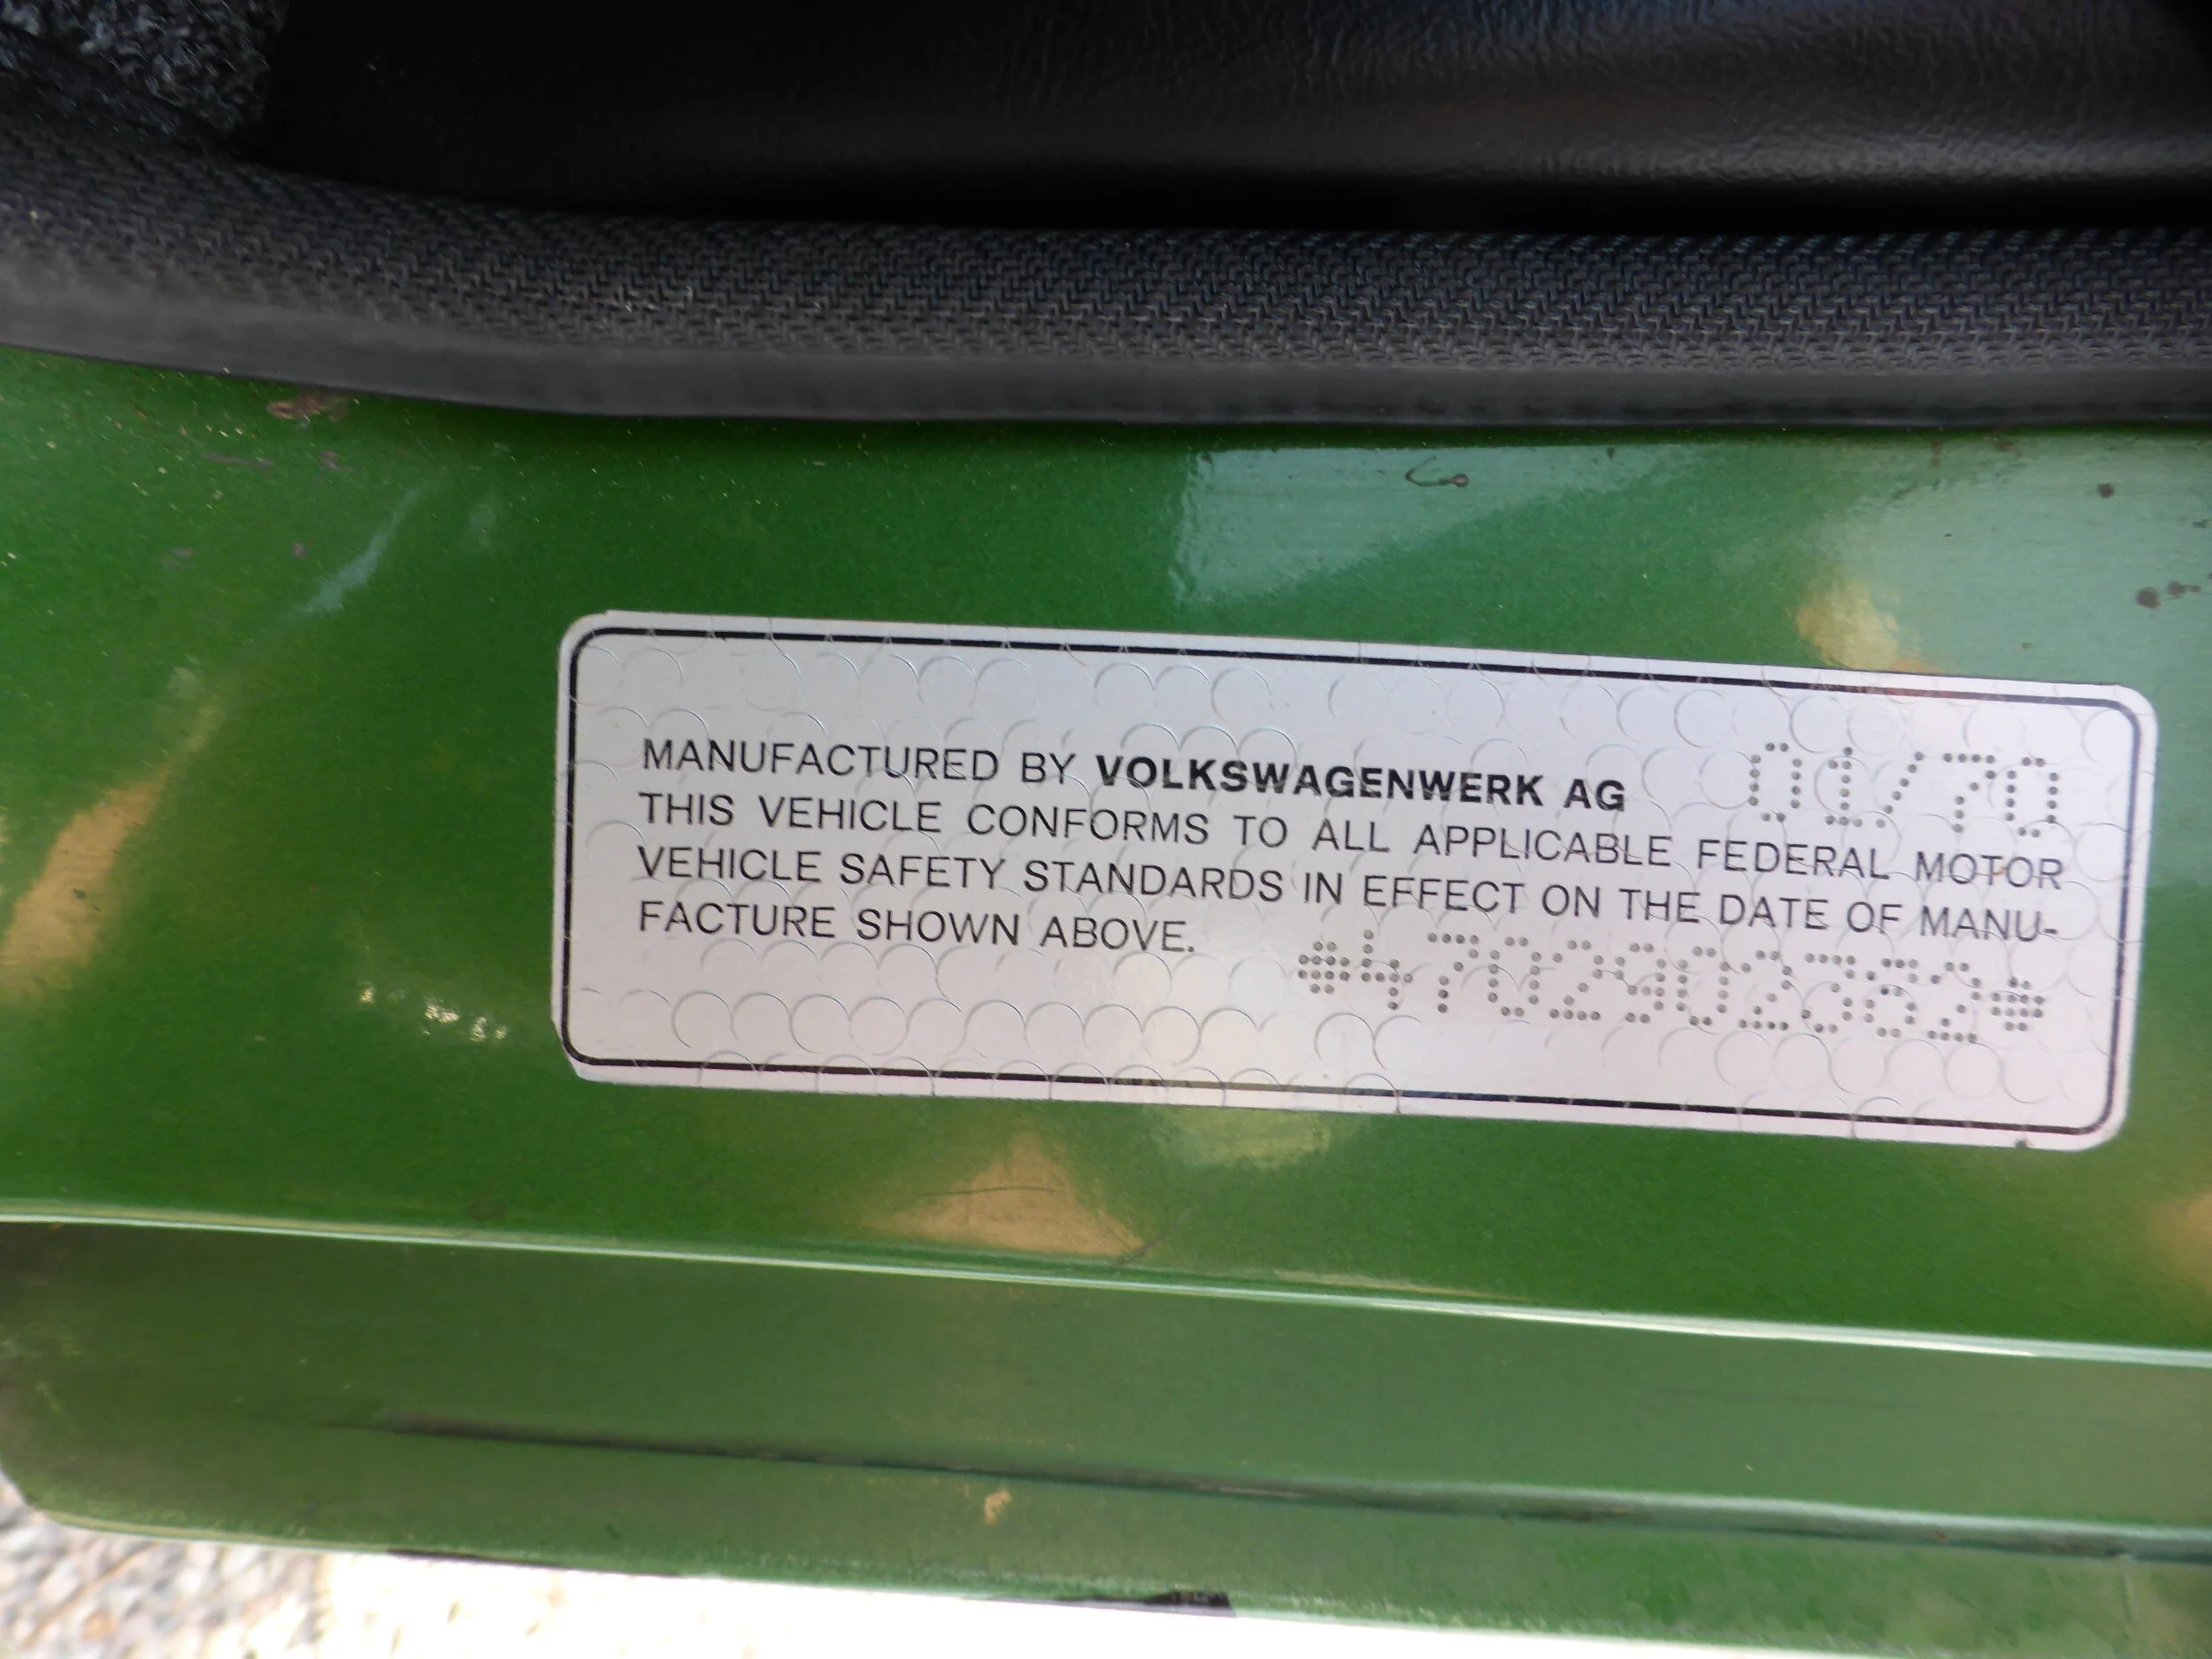 MANUFACTURED BY VOLKSWAGENWERK AG 01/70
THIS VEHICLE CONFORMS TO ALL APPLICABLE FEDERAL MOTOR
VEHICLE SAFETY STANDARDS IN EFFECT ON THE DATE OF MANU-
FACTURE SHOWN ABOVE.